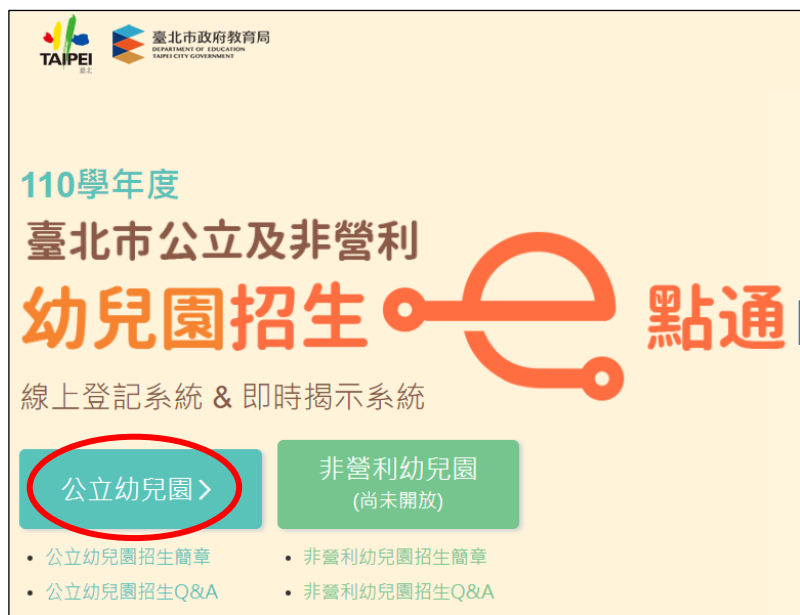 TAIPEI
臺北
臺北市政府教育局
DEPARTMENT OF EDUCATION
TAIPEI CITY GOVERNMENT
110學年度
臺北市公立及非營利
幼兒園招生e點通
線上登記系統 & 即時揭示系統
公立幼兒園
非營利幼兒園
(尚未開放)
• 公立幼兒園招生簡章
• 非營利幼兒園招生簡章
• 公立幼兒園招生Q&A
• 非營利幼兒園招生Q&A